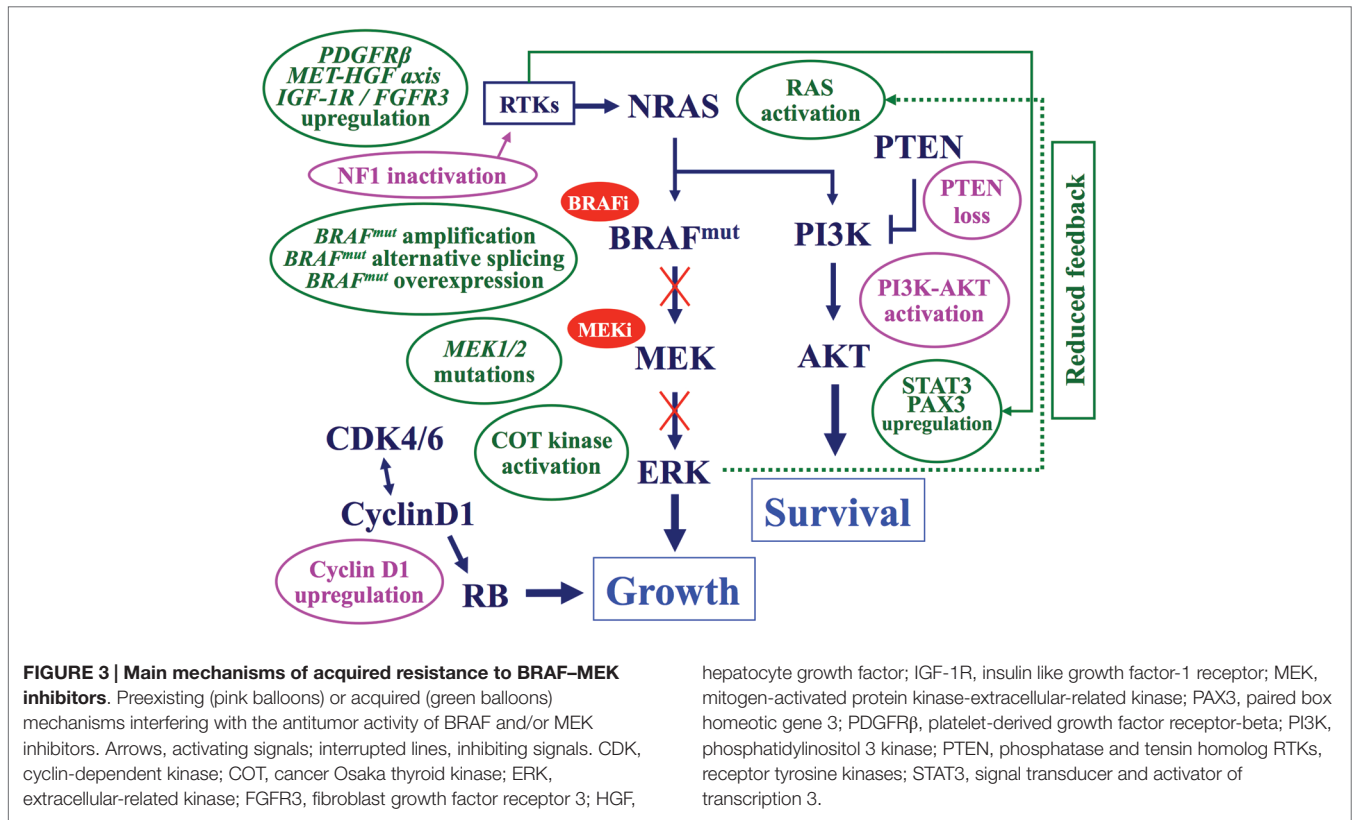 PDGFRβ
MET-HGF axis
IGF-1R / FGFR3
upregulation
RTKs
NRAS
RAS
activation
PTEN
NF1 inactivation
PTEN
loss
BRAFi
BRAFmut
PI3K
BRAFmut amplification
BRAFmut alternative splicing
BRAFmut overexpression
PI3K-AKT
activation
Reduced feedback
MEKi
MEK
AKT
MEK1/2
mutations
STAT3
PAX3
upregulation
CDK4/6
COT kinase
activation
ERK
CyclinD1
Survival
Cyclin D1
upregulation
RB
Growth
FIGURE 3 | Main mechanisms of acquired resistance to BRAF–MEK
inhibitors. Preexisting (pink balloons) or acquired (green balloons)
mechanisms interfering with the antitumor activity of BRAF and/or MEK
inhibitors. Arrows, activating signals; interrupted lines, inhibiting signals. CDK,
cyclin-dependent kinase; COT, cancer Osaka thyroid kinase; ERK,
extracellular-related kinase; FGFR3, fibroblast growth factor receptor 3; HGF,
hepatocyte growth factor; IGF-1R, insulin like growth factor-1 receptor; MEK,
mitogen-activated protein kinase-extracellular-related kinase; PAX3, paired box
homeotic gene 3; PDGFRβ, platelet-derived growth factor receptor-beta; PI3K,
phosphatidylinositol 3 kinase; PTEN, phosphatase and tensin homolog RTKs,
receptor tyrosine kinases; STAT3, signal transducer and activator of
transcription 3.